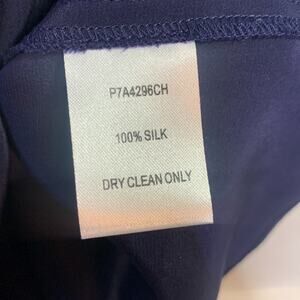 P7A4296CH
100% SILK
DRY CLEAN ONLY